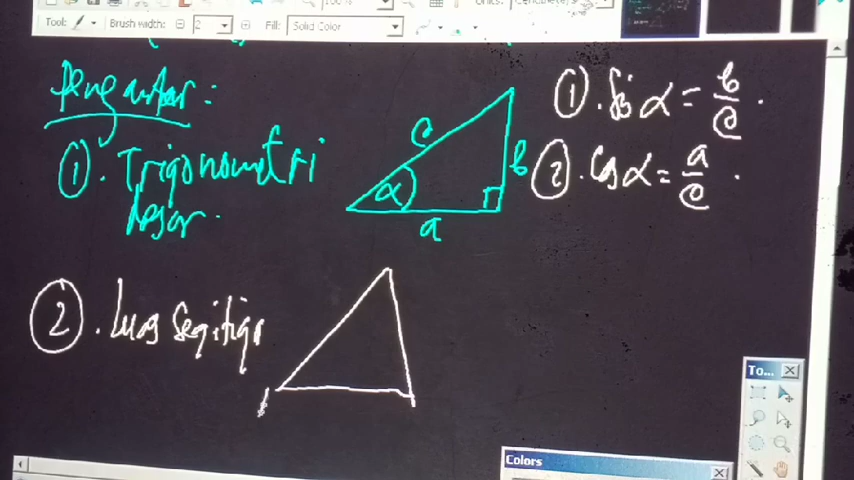 Tool:
Brush width:
2
Fill:
Solid Color
Pengantar:
① . Trigonometri
Dasar.
c
α
b
a
① . Sin α = b/c .
② . Cos α = a/c .
② . Luas Segitiga
To...
Colors